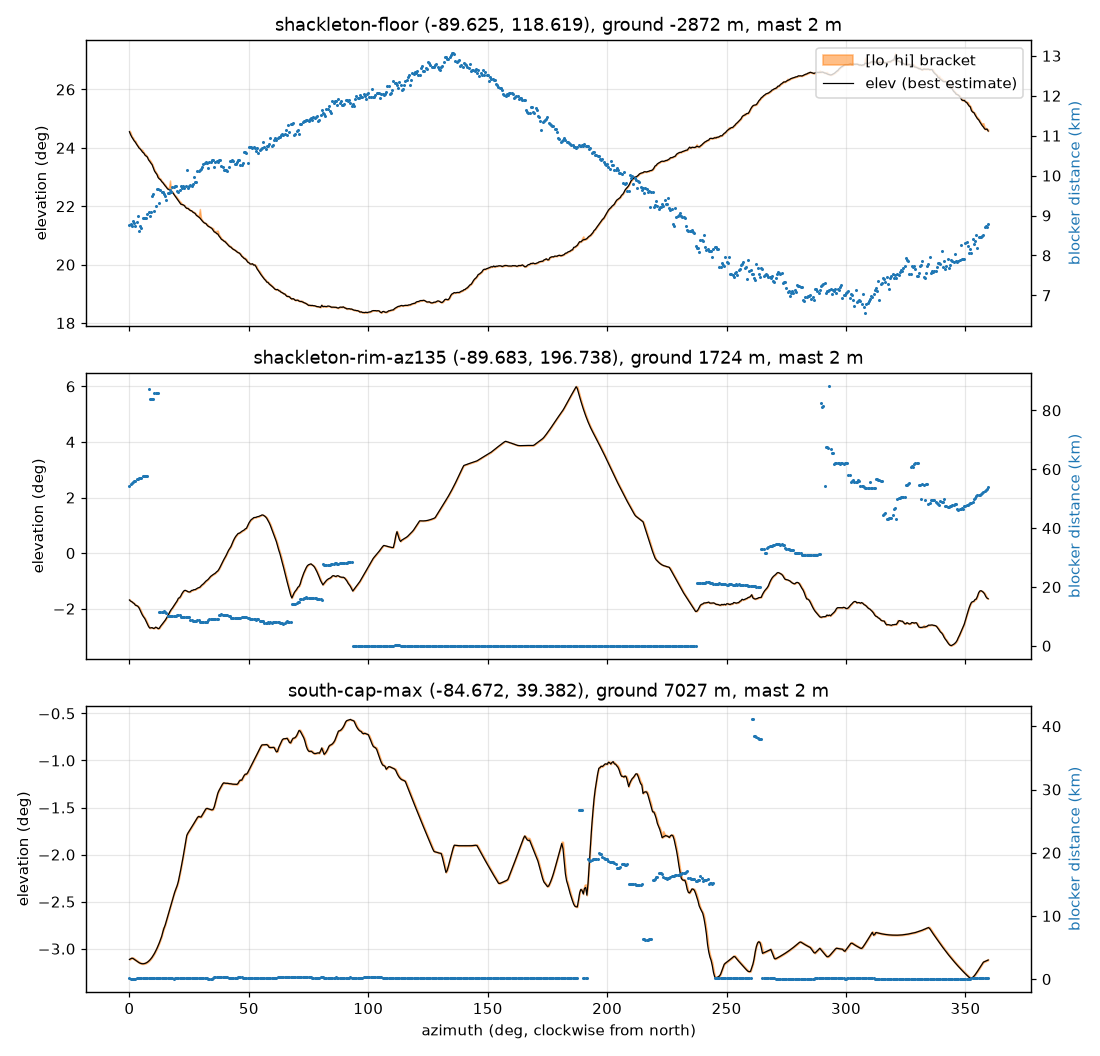 shackleton-floor (-89.625, 118.619), ground -2872 m, mast 2 m
[lo, hi] bracket
elev (best estimate)
elevation (deg)
18
20
22
24
26
7
8
9
10
11
12
13
blocker distance (km)
shackleton-rim-az135 (-89.683, 196.738), ground 1724 m, mast 2 m
elevation (deg)
−2
0
2
4
6
0
20
40
60
80
blocker distance (km)
south-cap-max (-84.672, 39.382), ground 7027 m, mast 2 m
elevation (deg)
−3.0
−2.5
−2.0
−1.5
−1.0
−0.5
0
10
20
30
40
blocker distance (km)
0 50 100 150 200 250 300 350
azimuth (deg, clockwise from north)